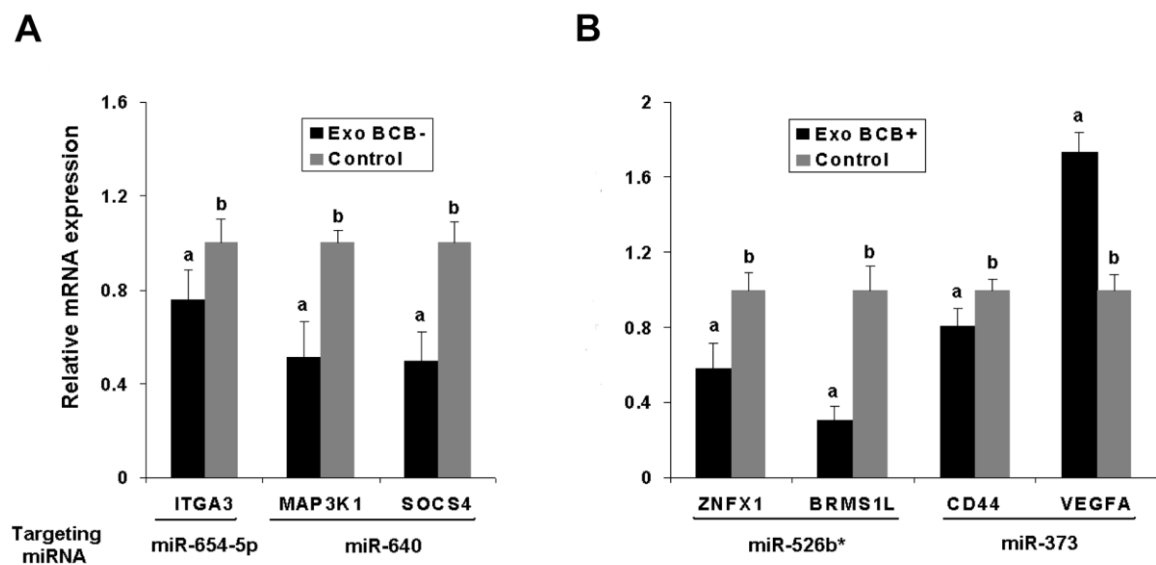 A
Relative mRNA expression
1.6
1.2
0.8
0.4
0
Exo BCB-
Control
a
b
a
b
a
b
ITGA3
MAP3K1
SOCS4
Targeting
miRNA
miR-654-5p
miR-640
B
2
1.6
1.2
0.8
0.4
0
Exo BCB+
Control
a
b
a
b
a
b
a
b
ZNFX1
BRMS1L
CD44
VEGFA
miR-526b*
miR-373